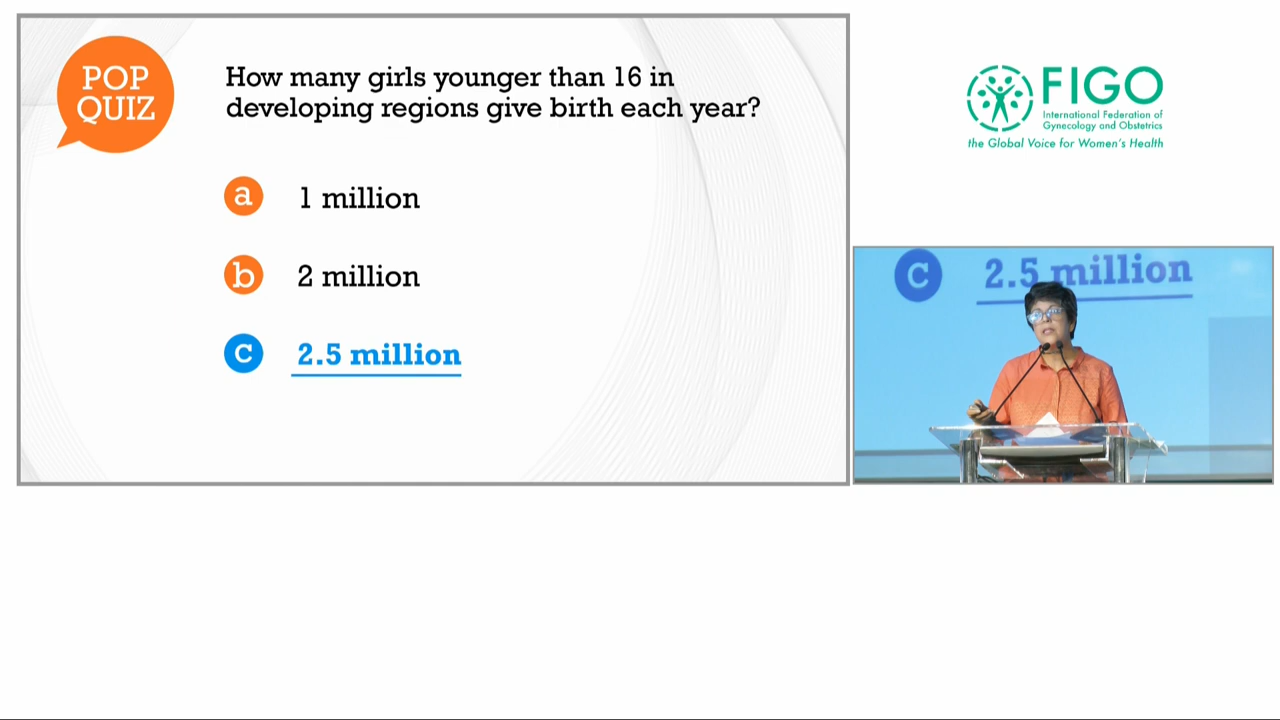 POP
QUIZ
How many girls younger than 16 in
developing regions give birth each year?
a 1 million
b 2 million
c 2.5 million
FIGO
International Federation of
Gynecology and Obstetrics
the Global Voice for Women's Health
c 2.5 million